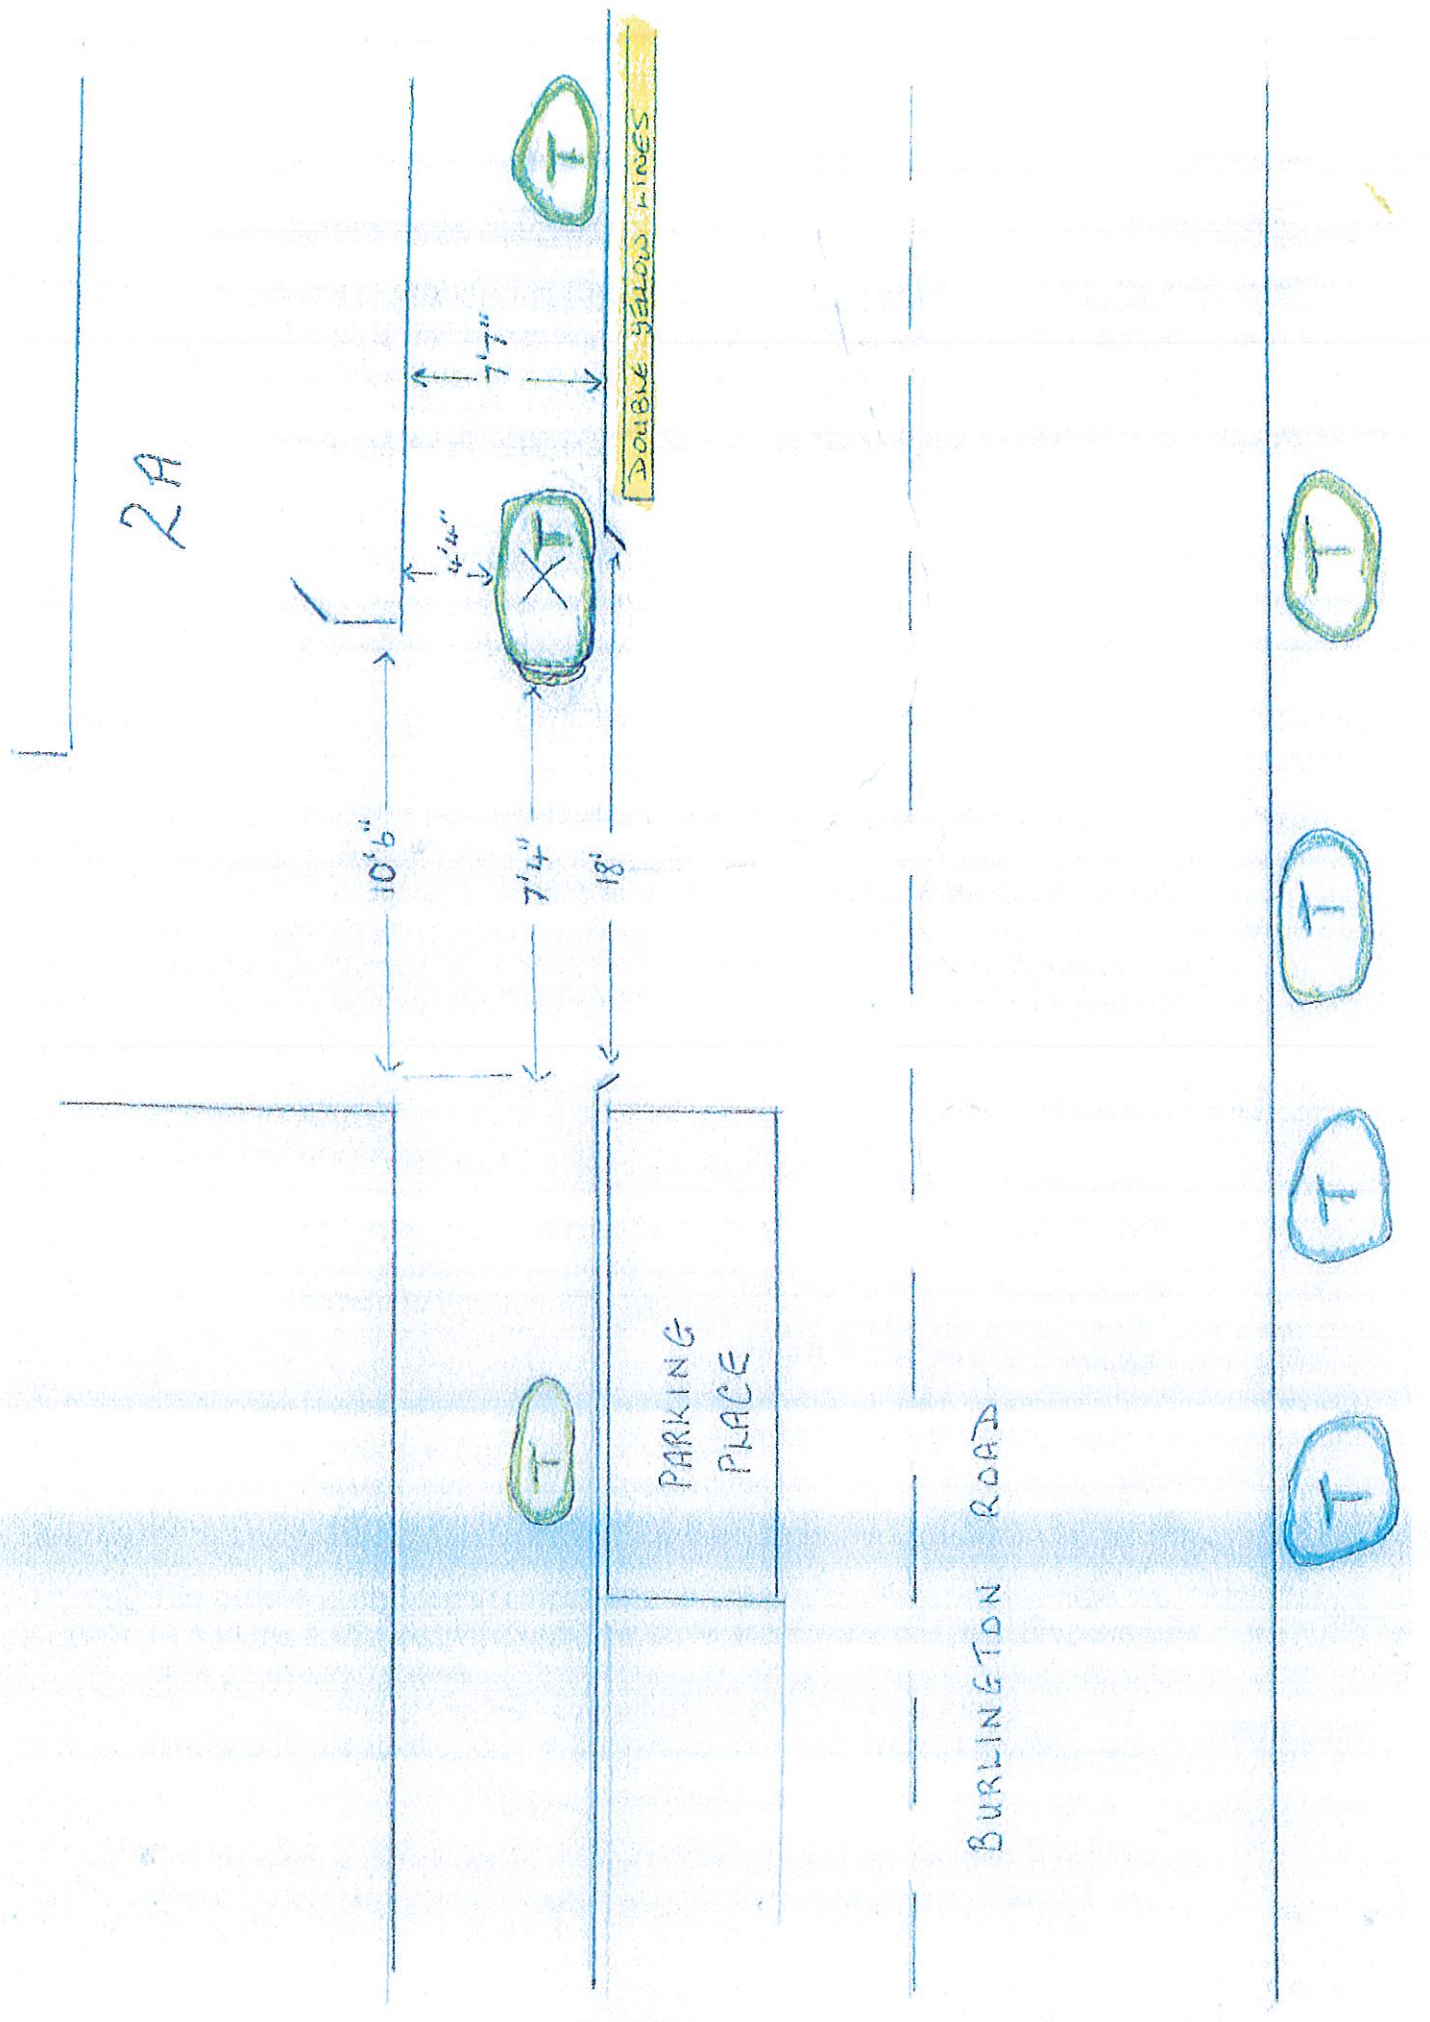 2A
10'6"
4'4"
7'7"
T
7'4"
X T
T
18'
DOUBLE YELLOW LINES
PARKING
PLACE
BURLINGTON ROAD
T
T
T
T